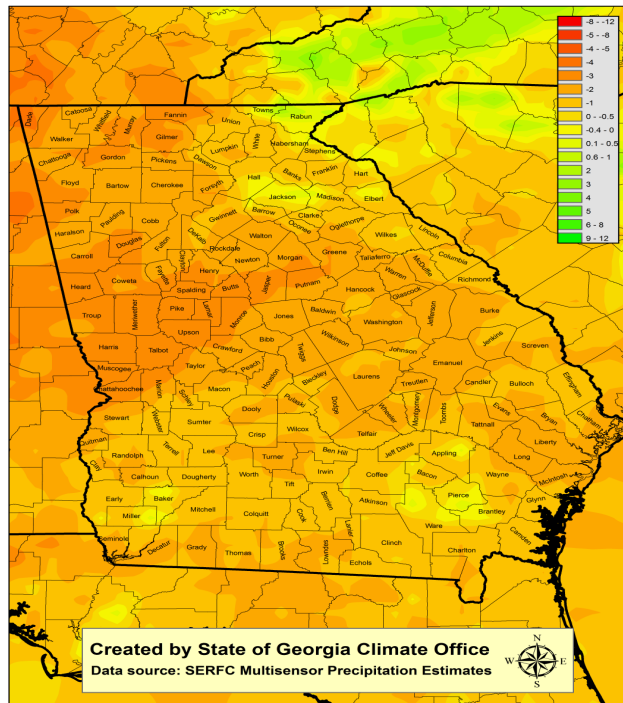 -8 - -12
-5 - -8
-4 - -5
-4
-3
-2
-1
0 - -0.5
-0.4 - 0
0.1 - 0.5
0.6 - 1
2
3
4
5
6 - 8
9 - 12
Dade
Catoosa
Whitfield
Murray
Fannin
Union
Towns
Rabun
Walker
Gilmer
Lumpkin
White
Habersham
Stephens
Chattooga
Gordon
Pickens
Dawson
Banks
Franklin
Hart
Floyd
Bartow
Cherokee
Forsyth
Hall
Jackson
Madison
Elbert
Polk
Paulding
Cobb
Gwinnett
Barrow
Clarke
Oconee
Oglethorpe
Wilkes
Lincoln
Haralson
Douglas
Fulton
DeKalb
Rockdale
Walton
Morgan
Greene
Taliaferro
Columbia
McDuffie
Carroll
Clayton
Newton
Warren
Richmond
Heard
Coweta
Fayette
Henry
Spalding
Butts
Jasper
Putnam
Hancock
Glascock
Burke
Troup
Meriwether
Pike
Lamar
Monroe
Jones
Baldwin
Washington
Jefferson
Upson
Jenkins
Screven
Harris
Talbot
Crawford
Bibb
Twiggs
Wilkinson
Johnson
Emanuel
Muscogee
Taylor
Peach
Houston
Bleckley
Laurens
Treutlen
Candler
Bulloch
Effingham
Chattahoochee
Marion
Schley
Macon
Pulaski
Dodge
Wheeler
Montgomery
Toombs
Evans
Bryan
Chatham
Stewart
Webster
Sumter
Dooly
Wilcox
Telfair
Tattnall
Liberty
Quitman
Randolph
Terrell
Lee
Crisp
Turner
Ben Hill
Jeff Davis
Appling
Long
McIntosh
Clay
Calhoun
Dougherty
Worth
Tift
Irwin
Coffee
Bacon
Wayne
Early
Baker
Mitchell
Colquitt
Cook
Berrien
Lanier
Atkinson
Pierce
Brantley
Glynn
Miller
Ware
Camden
Seminole
Decatur
Grady
Thomas
Brooks
Lowndes
Echols
Clinch
Charlton
Created by State of Georgia Climate Office
Data source: SERFC Multisensor Precipitation Estimates
N
W
E
S